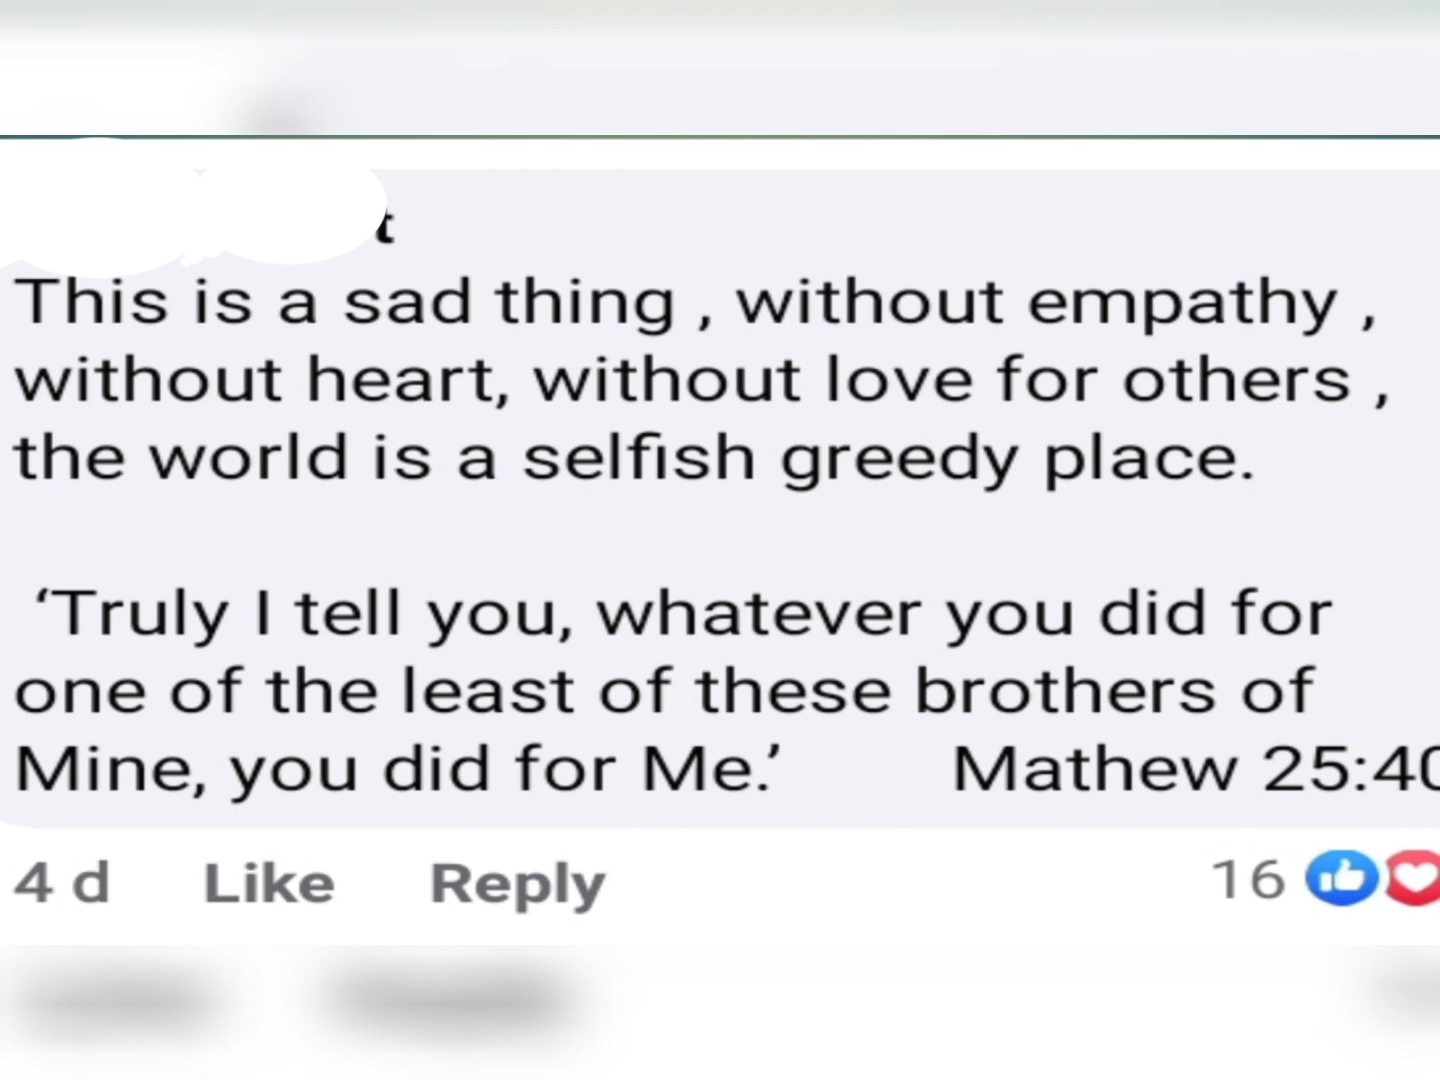 t
This is a sad thing , without empathy ,
without heart, without love for others ,
the world is a selfish greedy place.
‘Truly I tell you, whatever you did for
one of the least of these brothers of
Mine, you did for Me.’ Mathew 25:40
4 d Like Reply 16